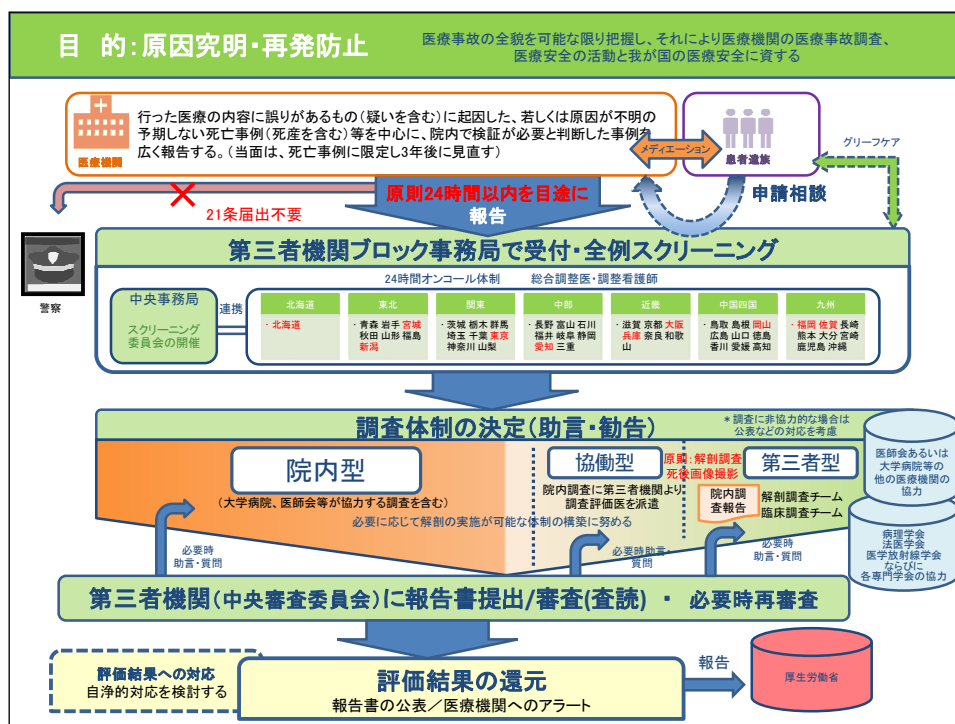 目 的：原因究明・再発防止
医療事故の全貌を可能な限り把握し、それにより医療機関の医療事故調査、
医療安全の活動と我が国の医療安全に資する
医療機関
行った医療の内容に誤りがあるもの(疑いを含む)に起因した、若しくは原因が不明の
予期しない死亡事例(死産を含む)等を中心に、院内で検証が必要と判断した事例を
広く報告する。(当面は、死亡事例に限定し3年後に見直す)
メディエーション
患者遺族
グリーフケア
21条届出不要
原則24時間以内を目途に
報告
申請相談
警察
第三者機関ブロック事務局で受付・全例スクリーニング
24時間オンコール体制 総合調整医・調整看護師
中央事務局
スクリーニング
委員会の開催
連携
北海道
・北海道
東北
・青森 岩手 宮城
秋田 山形 福島
新潟
関東
・茨城 栃木 群馬
埼玉 千葉 東京
神奈川 山梨
中部
・長野 富山 石川
福井 岐阜 静岡
愛知 三重
近畿
・滋賀 京都 大阪
兵庫 奈良 和歌
山
中国四国
・鳥取 島根 岡山
広島 山口 徳島
香川 愛媛 高知
九州
・福岡 佐賀 長崎
熊本 大分 宮崎
鹿児島 沖縄
調査体制の決定(助言・勧告)
＊調査に非協力的な場合は
公表などの対応を考慮
院内型
(大学病院、医師会等が協力する調査を含む)
協働型
院内調査に第三者機関より
調査評価医を派遣
原則：解剖調査
死後画像撮影
第三者型
院内調
査報告
解剖調査チーム
臨床調査チーム
必要に応じて解剖の実施が可能な体制の構築に努める
必要時
助言・質問
必要時助言・
質問
必要時
助言・質問
医師会あるいは
大学病院等の
他の医療機関の
協力
病理学会
法医学会
医学放射線学会
ならびに
各専門学会の協力
第三者機関(中央審査委員会)に報告書提出/審査(査読) ・ 必要時再審査
評価結果への対応
自浄的対応を検討する
評価結果の還元
報告書の公表／医療機関へのアラート
報告
厚生労働省